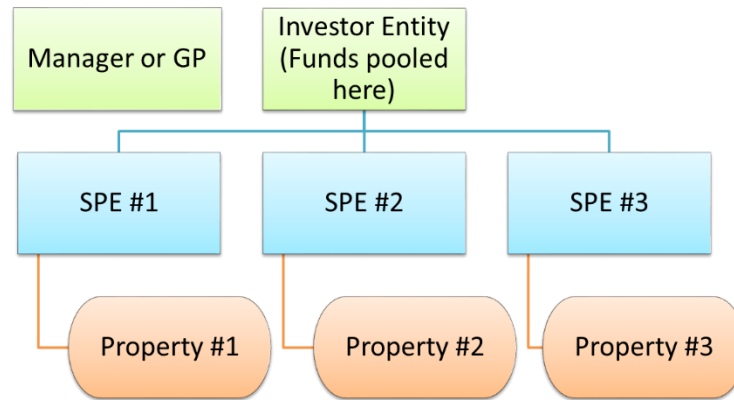 Manager or GP
Investor Entity
(Funds pooled
here)
SPE #1
SPE #2
SPE #3
Property #1
Property #2
Property #3